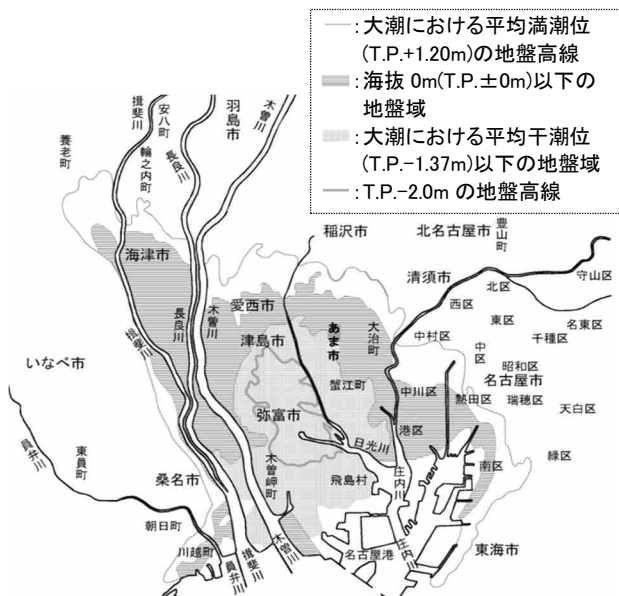 ― : 大潮における平均満潮位
(T.P.+1.20m)の地盤高線
: 海抜 0m(T.P.±0m)以下の
地盤域
: 大潮における平均干潮位
(T.P.−1.37m)以下の地盤域
― : T.P.−2.0m の地盤高線
養老町
揖斐川
安八町
輪之内町
羽島市
長良川
木曽川
稲沢市
北名古屋市
豊山町
海津市
清須市
守山区
北区
西区
愛西市
木曽川
長良川
揖斐川
津島市
あま市
大治町
中村区
東区
名東区
千種区
中区
昭和区
名古屋市
いなべ市
蟹江町
中川区
熱田区
瑞穂区
天白区
弥富市
港区
日光川
員弁川
東員町
桑名市
木曽岬町
飛島村
庄内川
南区
緑区
朝日町
川越町
員弁川
揖斐川
木曽川
名古屋港
庄内川
東海市